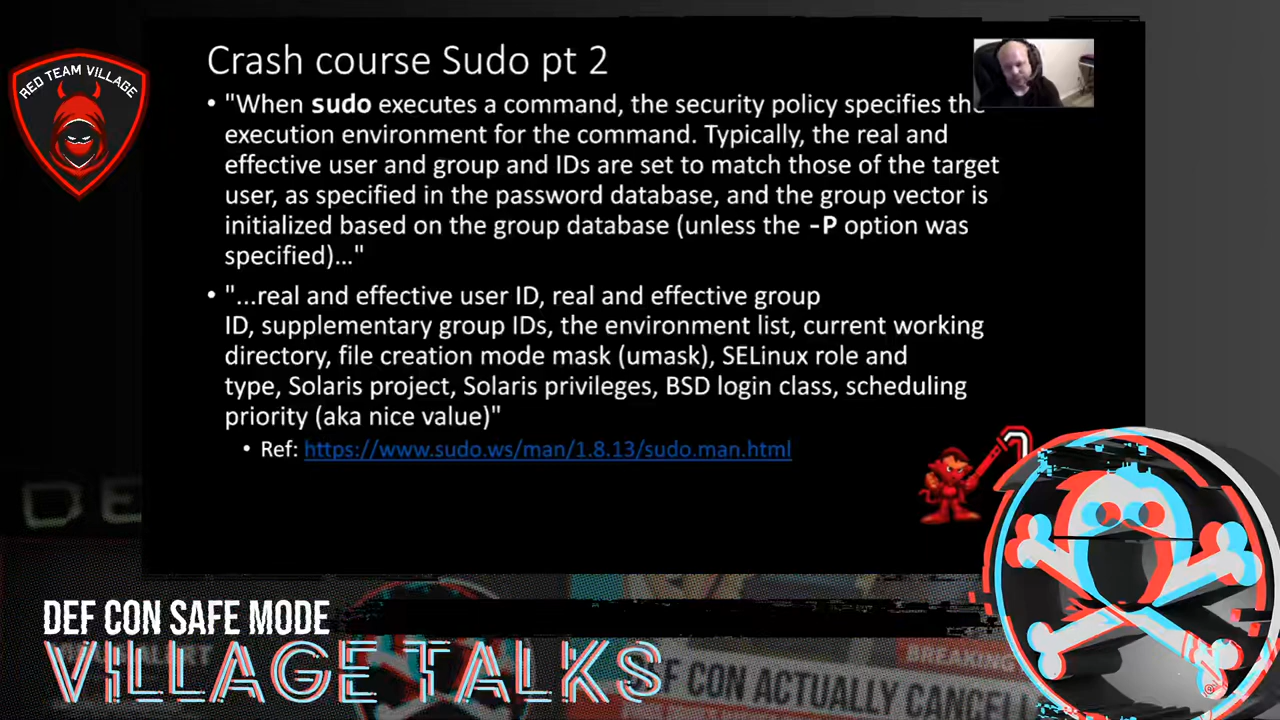 RED TEAM VILLAGE
Crash course Sudo pt 2
• "When sudo executes a command, the security policy specifies the
execution environment for the command. Typically, the real and
effective user and group and IDs are set to match those of the target
user, as specified in the password database, and the group vector is
initialized based on the group database (unless the -P option was
specified)…"
• "...real and effective user ID, real and effective group
ID, supplementary group IDs, the environment list, current working
directory, file creation mode mask (umask), SELinux role and
type, Solaris project, Solaris privileges, BSD login class, scheduling
priority (aka nice value)"
• Ref: https://www.sudo.ws/man/1.8.13/sudo.man.html
DE
DEF CON SAFE MODE
VILLAGE TALKS
BREAKING
DEF CON ACTUALLY CANCELL